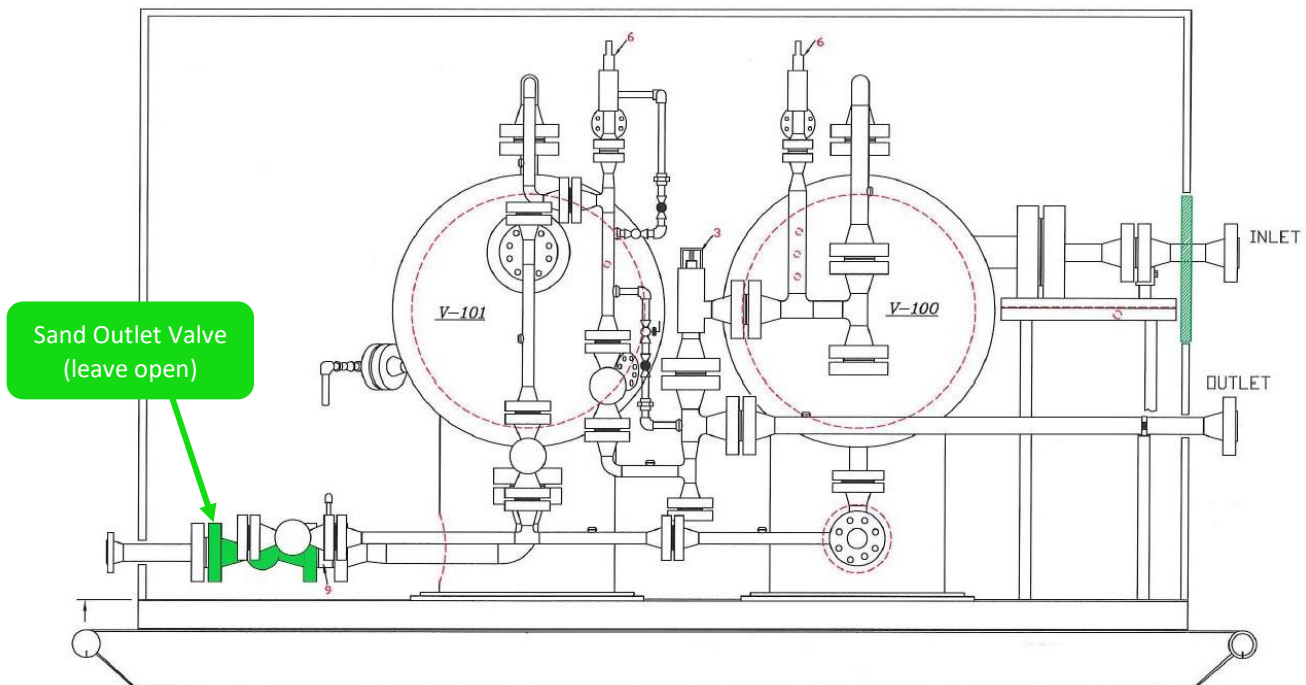 6
6
3
INLET
V-101
V-100
Sand Outlet Valve
(leave open)
OUTLET
9